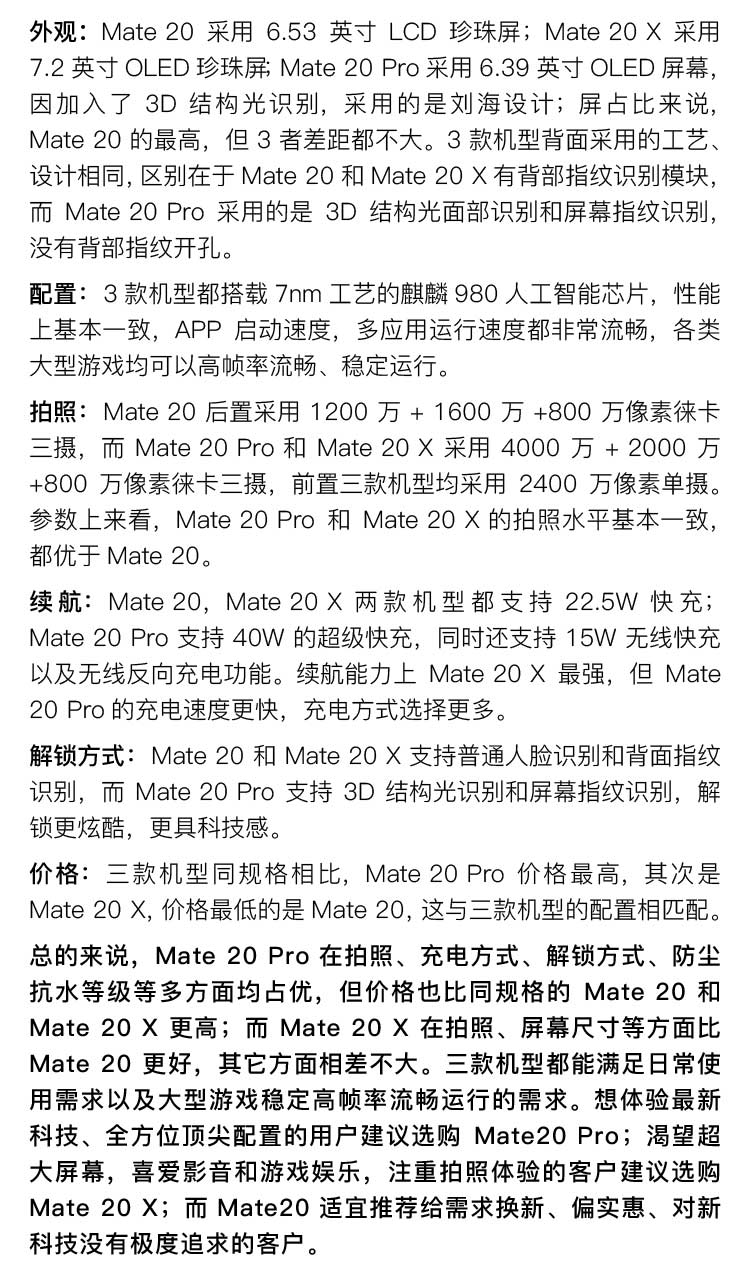 外观：Mate 20 采用 6.53 英寸 LCD 珍珠屏；Mate 20 X 采用
7.2 英寸 OLED 珍珠屏；Mate 20 Pro 采用 6.39 英寸 OLED 屏幕，
因加入了 3D 结构光识别，采用的是刘海设计；屏占比来说，
Mate 20 的最高，但 3 者差距都不大。3 款机型背面采用的工艺、
设计相同，区别在于 Mate 20 和 Mate 20 X 有背部指纹识别模块，
而 Mate 20 Pro 采用的是 3D 结构光面部识别和屏幕指纹识别，
没有背部指纹开孔。
配置：3 款机型都搭载 7nm 工艺的麒麟 980 人工智能芯片，性能
上基本一致，APP 启动速度，多应用运行速度都非常流畅，各类
大型游戏均可以高帧率流畅、稳定运行。
拍照：Mate 20 后置采用 1200 万 + 1600 万 +800 万像素徕卡
三摄，而 Mate 20 Pro 和 Mate 20 X 采用 4000 万 + 2000 万
+800 万像素徕卡三摄，前置三款机型均采用 2400 万像素单摄。
参数上来看，Mate 20 Pro 和 Mate 20 X 的拍照水平基本一致，
都优于 Mate 20。
续航：Mate 20，Mate 20 X 两款机型都支持 22.5W 快充；
Mate 20 Pro 支持 40W 的超级快充，同时还支持 15W 无线快充
以及无线反向充电功能。续航能力上 Mate 20 X 最强，但 Mate
20 Pro 的充电速度更快，充电方式选择更多。
解锁方式：Mate 20 和 Mate 20 X 支持普通人脸识别和背面指纹
识别，而 Mate 20 Pro 支持 3D 结构光识别和屏幕指纹识别，解
锁更炫酷，更具科技感。
价格：三款机型同规格相比，Mate 20 Pro 价格最高，其次是
Mate 20 X，价格最低的是 Mate 20，这与三款机型的配置相匹配。
总的来说，Mate 20 Pro 在拍照、充电方式、解锁方式、防尘
抗水等级等多方面均占优，但价格也比同规格的 Mate 20 和
Mate 20 X 更高；而 Mate 20 X 在拍照、屏幕尺寸等方面比
Mate 20 更好，其它方面相差不大。三款机型都能满足日常使
用需求以及大型游戏稳定高帧率流畅运行的需求。想体验最新
科技、全方位顶尖配置的用户建议选购 Mate20 Pro；渴望超
大屏幕，喜爱影音和游戏娱乐，注重拍照体验的客户建议选购
Mate 20 X；而 Mate20 适宜推荐给需求换新、偏实惠、对新
科技没有极度追求的客户。